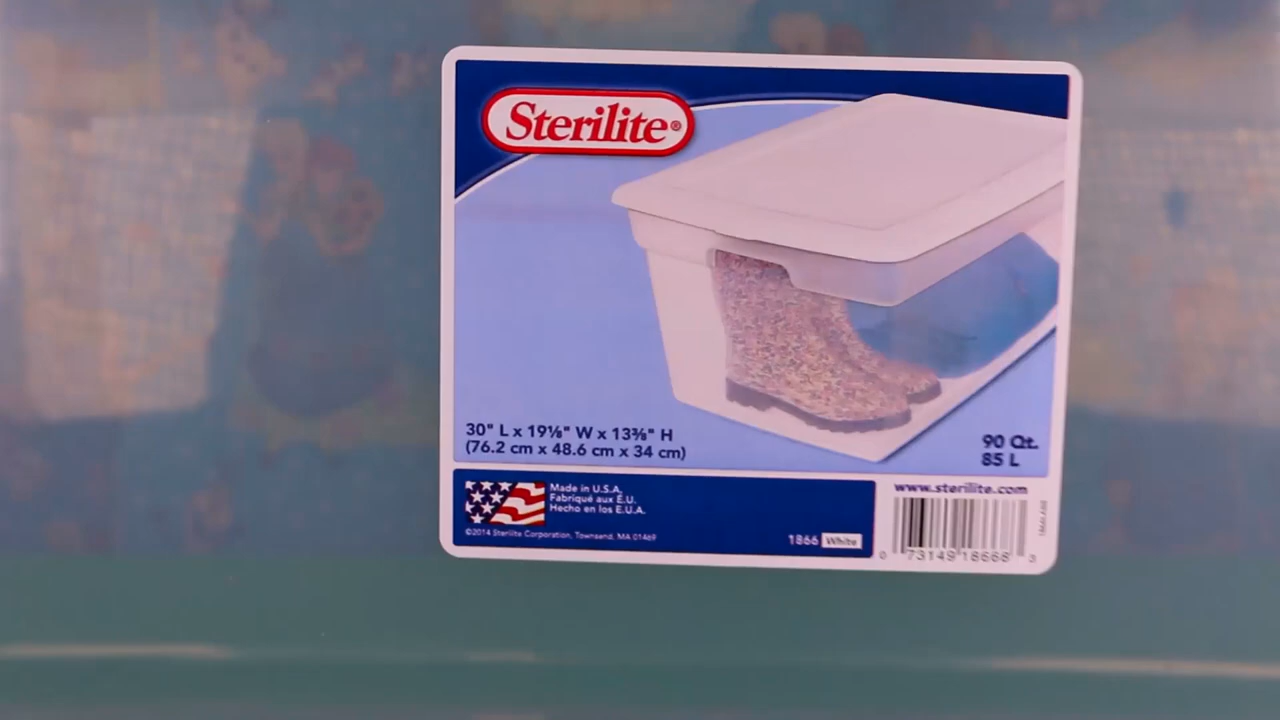 Sterilite®
30" L x 19⅛" W x 13⅜" H
(76.2 cm x 48.6 cm x 34 cm)
90 Qt.
85 L
Made in U.S.A.
Fabriqué aux É.U.
Hecho en los E.U.A.
©2014 Sterilite Corporation, Townsend, MA 01469
1866 White
www.sterilite.com
0 73149 18666 3